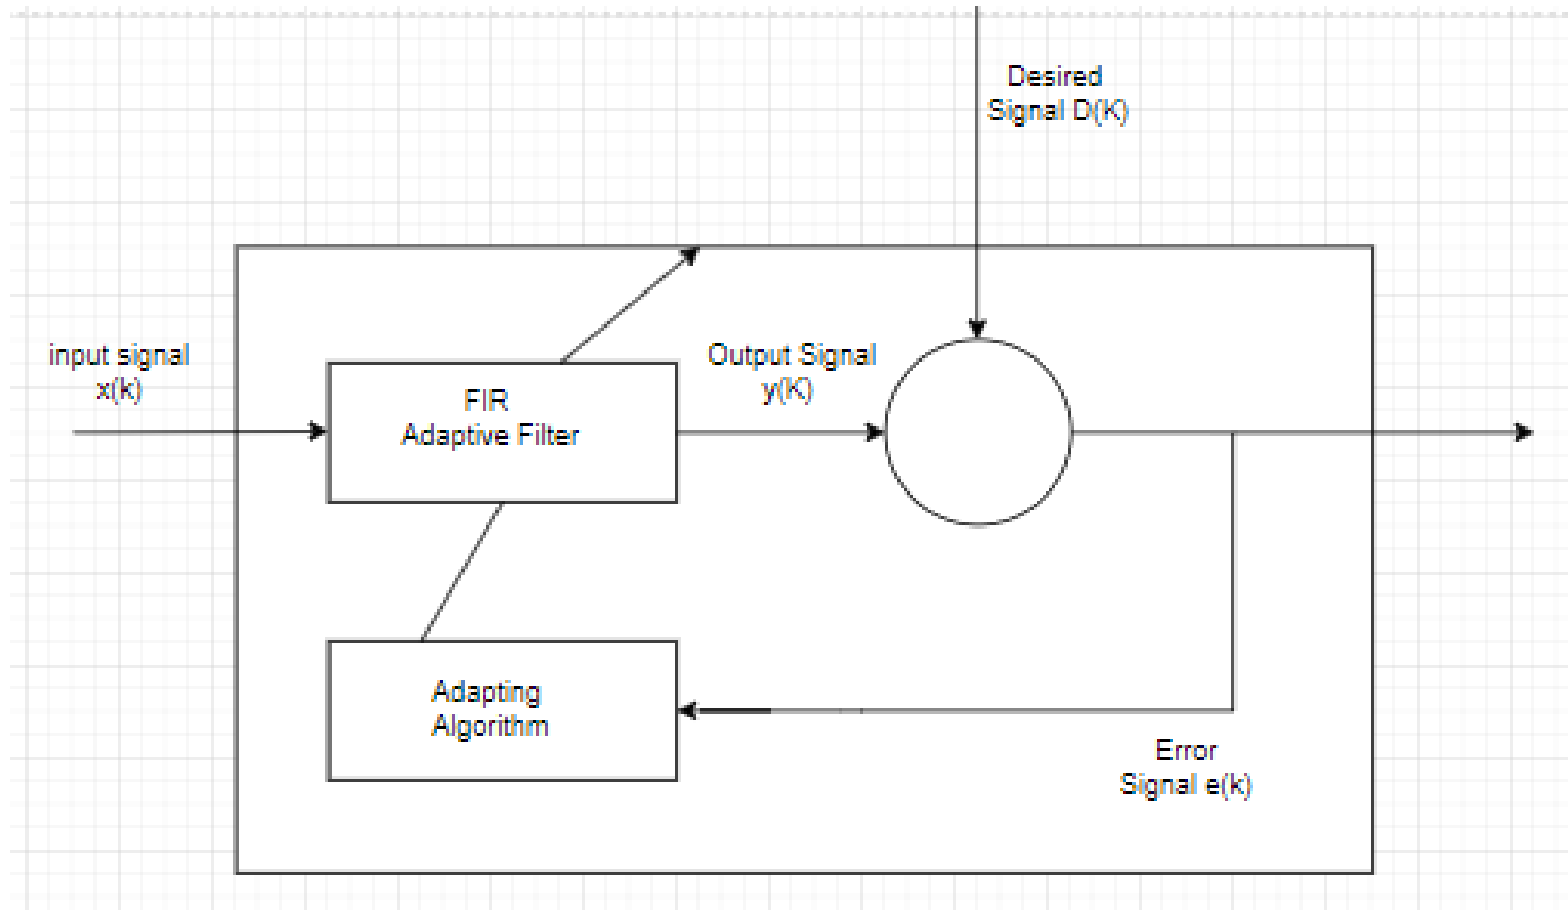 Desired
Signal D(K)
input signal
x(k)
Output Signal
y(K)
FIR
Adaptive Filter
Adapting
Algorithm
Error
Signal e(k)